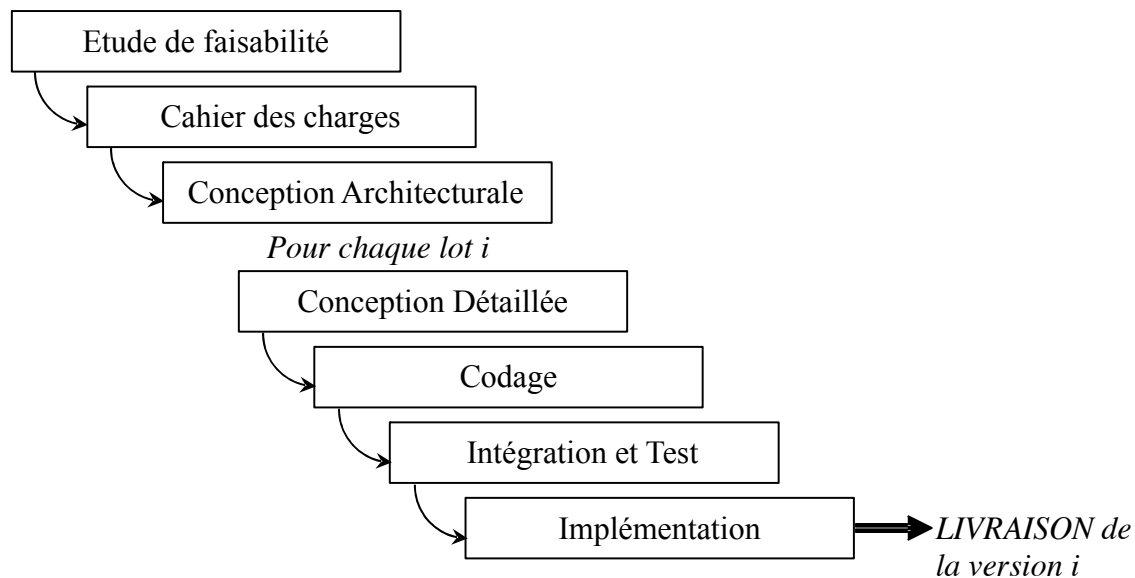 Etude de faisabilité
Cahier des charges
Conception Architecturale
Pour chaque lot i
Conception Détaillée
Codage
Intégration et Test
Implémentation
LIVRAISON de
la version i